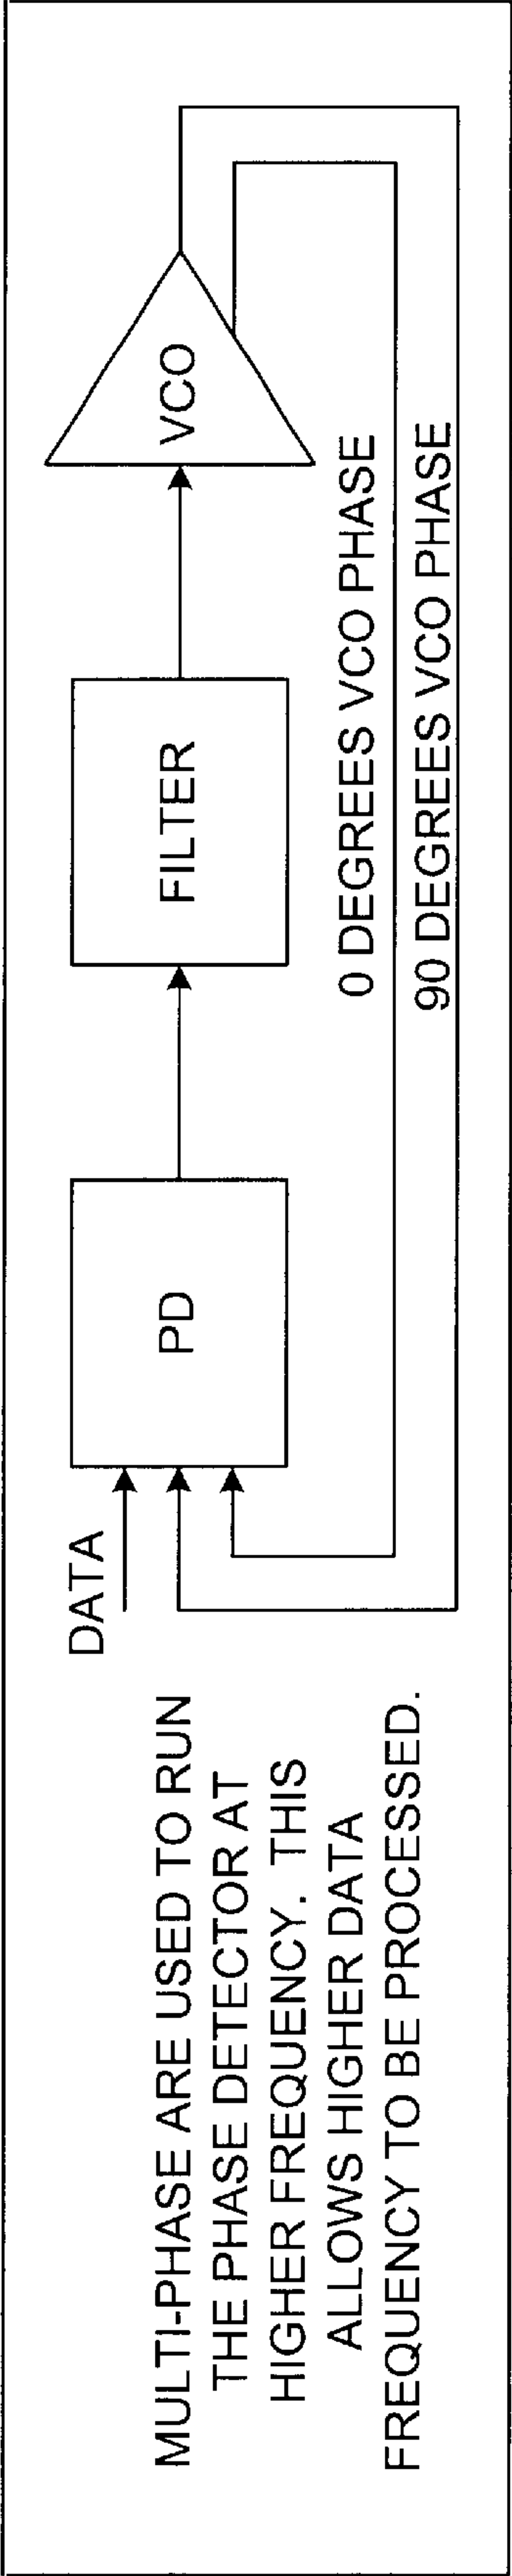 MULTI-PHASE ARE USED TO RUN
THE PHASE DETECTOR AT
HIGHER FREQUENCY. THIS
ALLOWS HIGHER DATA
FREQUENCY TO BE PROCESSED.
DATA
PD
FILTER
VCO
0 DEGREES VCO PHASE
90 DEGREES VCO PHASE